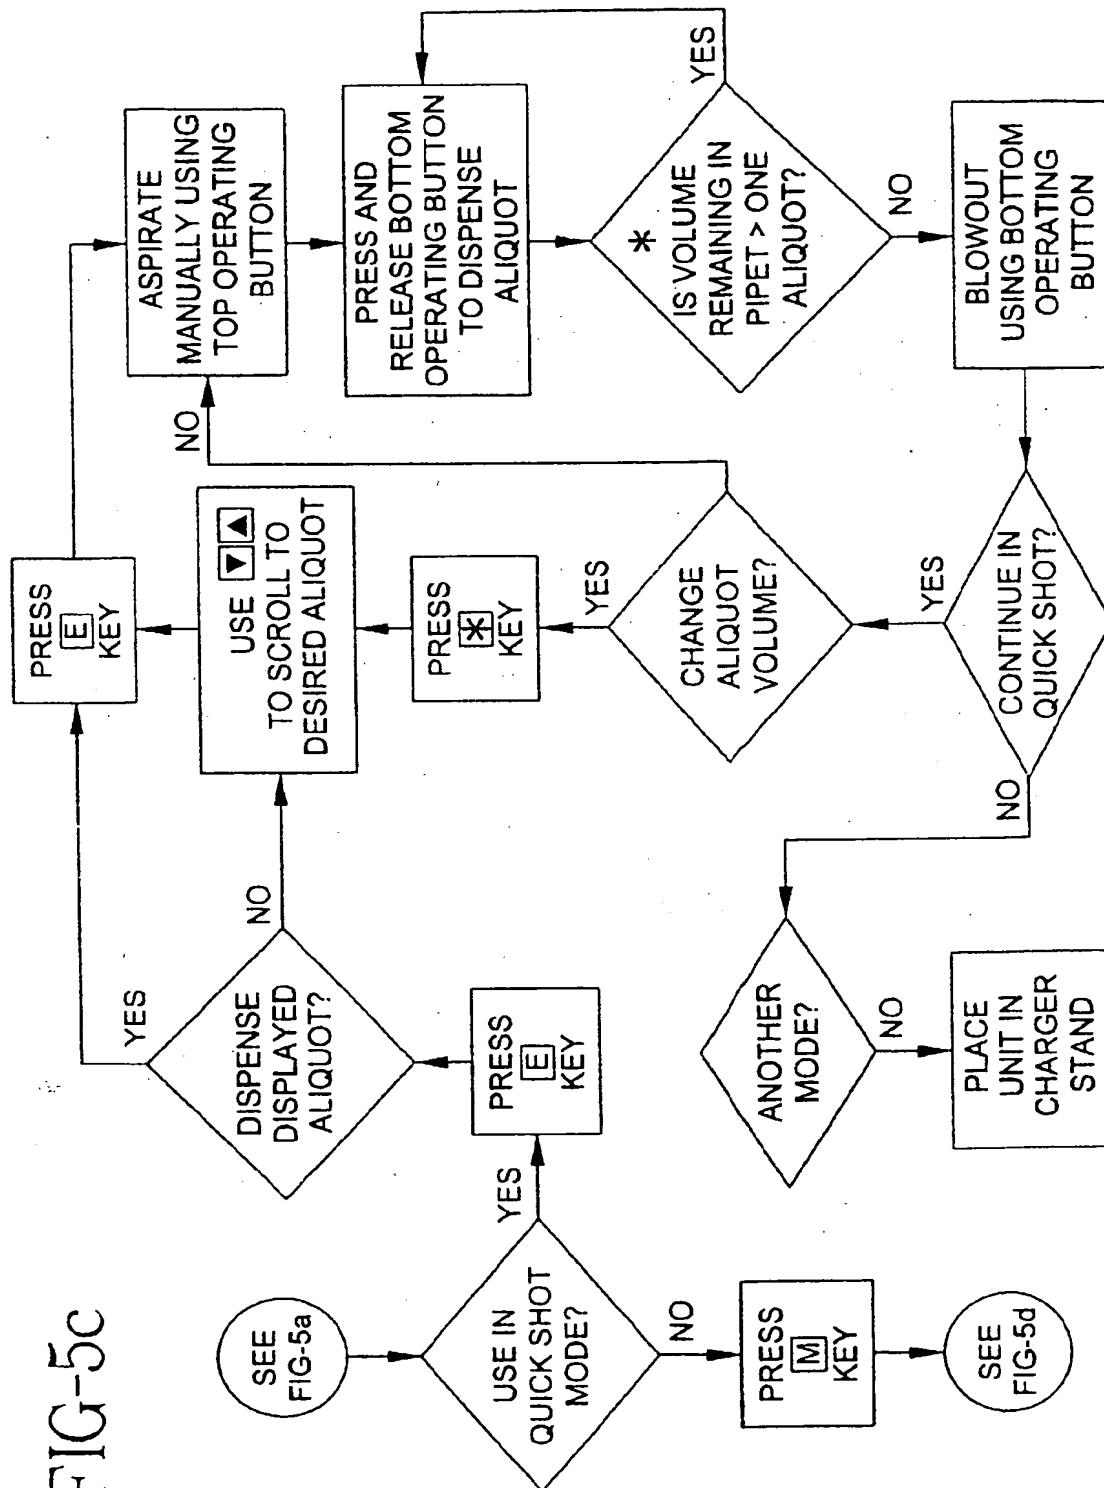 FIG-5c
SEE
FIG-5a
USE IN
QUICK SHOT
MODE?
YES
NO
PRESS
M
KEY
SEE
FIG-5d
PRESS
E
KEY
DISPENSE
DISPLAYED
ALIQUOT?
YES
NO
PRESS
E
KEY
USE ▼ ▲
TO SCROLL TO
DESIRED ALIQUOT
PRESS
*
KEY
YES
CHANGE
ALIQUOT
VOLUME?
NO
ASPIRATE
MANUALLY USING
TOP OPERATING
BUTTON
PRESS AND
RELEASE BOTTOM
OPERATING BUTTON
TO DISPENSE
ALIQUOT
*
IS VOLUME
REMAINING IN
PIPET > ONE
ALIQUOT?
YES
NO
BLOWOUT
USING BOTTOM
OPERATING
BUTTON
CONTINUE IN
QUICK SHOT?
YES
NO
ANOTHER
MODE?
NO
PLACE
UNIT IN
CHARGER
STAND